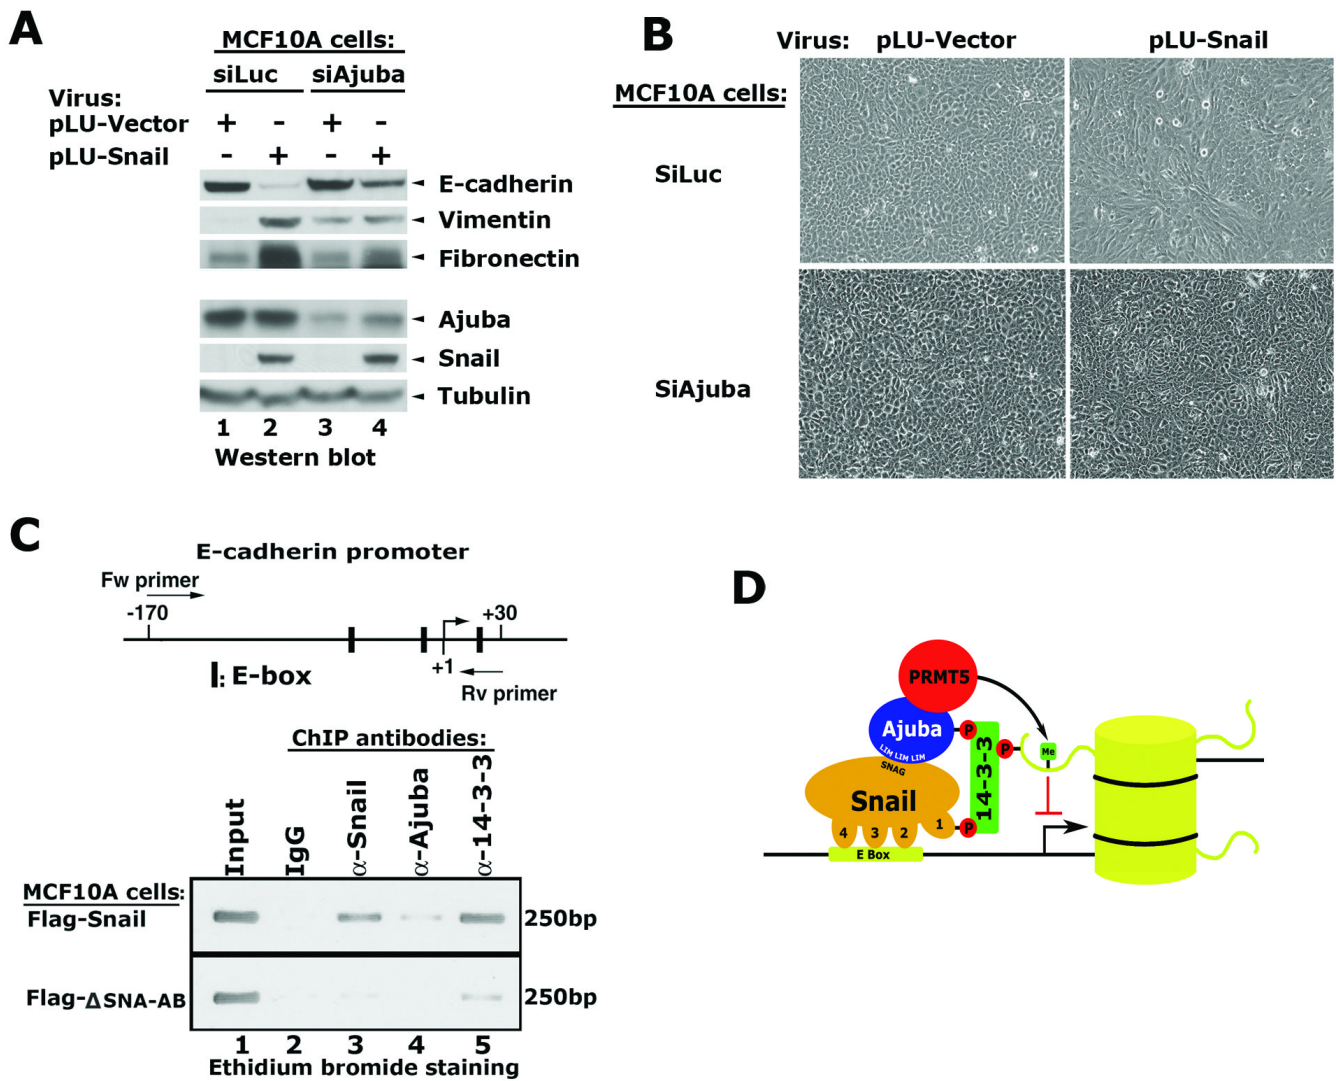 A
MCF10A cells:
siLuc siAjuba
Virus:
pLU-Vector + - + -
pLU-Snail - + - +
E-cadherin
Vimentin
Fibronectin
Ajuba
Snail
Tubulin
1 2 3 4
Western blot
B
Virus: pLU-Vector pLU-Snail
MCF10A cells:
SiLuc
SiAjuba
C
E-cadherin promoter
Fw primer
-170 +30
+1
: E-box
Rv primer
ChIP antibodies:
Input IgG α-Snail α-Ajuba α-14-3-3
MCF10A cells:
Flag-Snail 250bp
Flag-ΔSNA-AB 250bp
1 2 3 4 5
Ethidium bromide staining
D
PRMT5
Ajuba P
LIM LIM LIM
SNAG
14-3-3
P Me
Snail
4 3 2 1 P
E Box